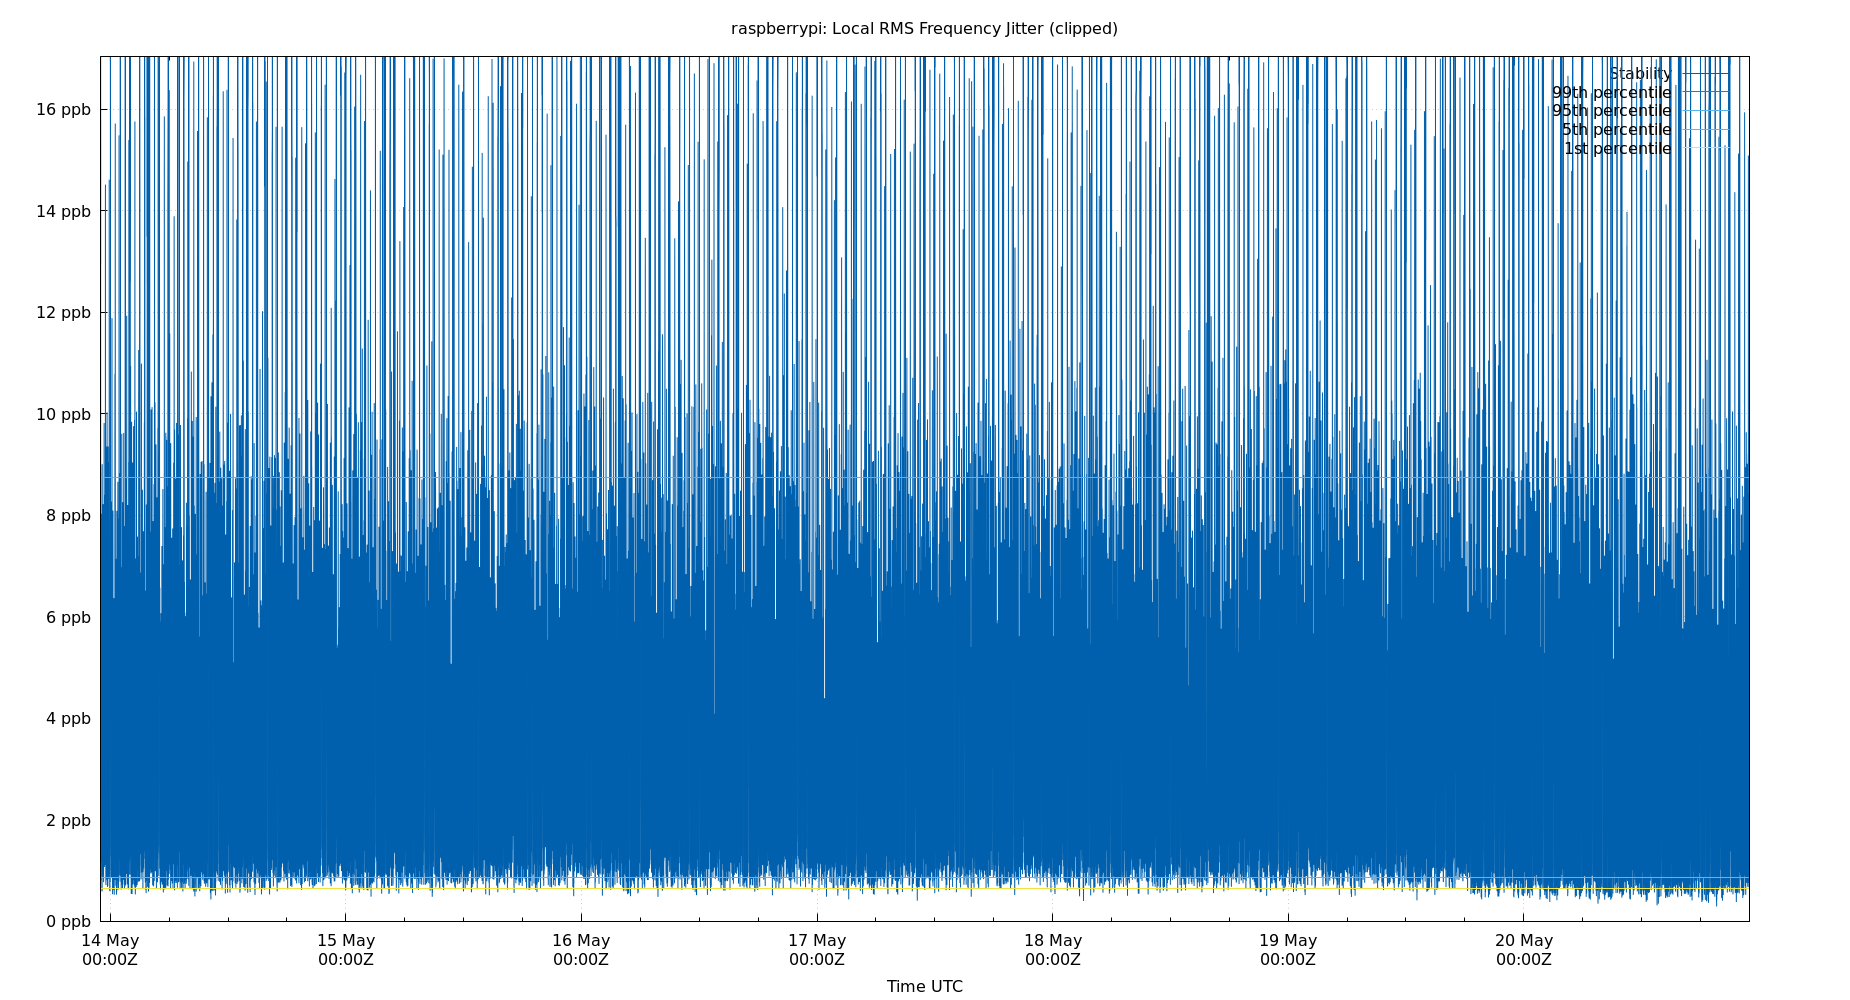 raspberrypi: Local RMS Frequency Jitter (clipped)
16 ppb
14 ppb
12 ppb
10 ppb
8 ppb
6 ppb
4 ppb
2 ppb
0 ppb
Stability
99th percentile
95th percentile
5th percentile
1st percentile
14 May 15 May 16 May 17 May 18 May 19 May 20 May
00:00Z 00:00Z 00:00Z 00:00Z 00:00Z 00:00Z 00:00Z
Time UTC